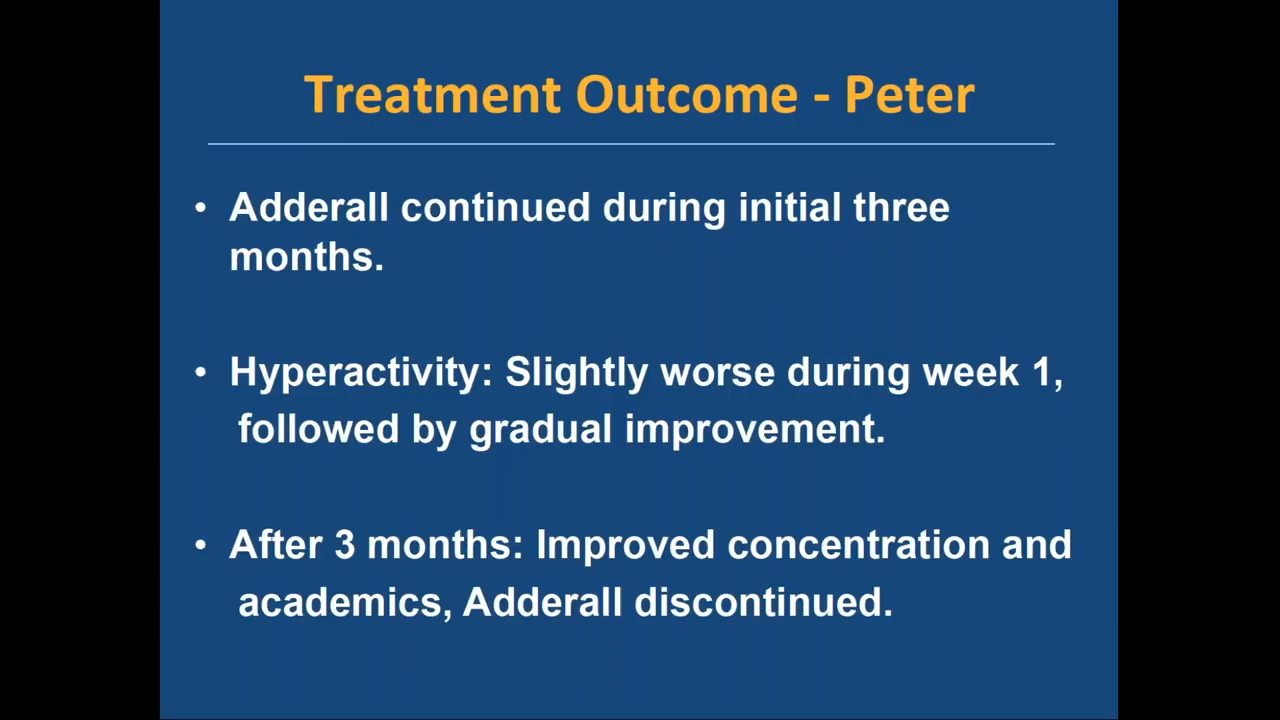 Treatment Outcome - Peter
• Adderall continued during initial three
months.
• Hyperactivity: Slightly worse during week 1,
followed by gradual improvement.
• After 3 months: Improved concentration and
academics, Adderall discontinued.